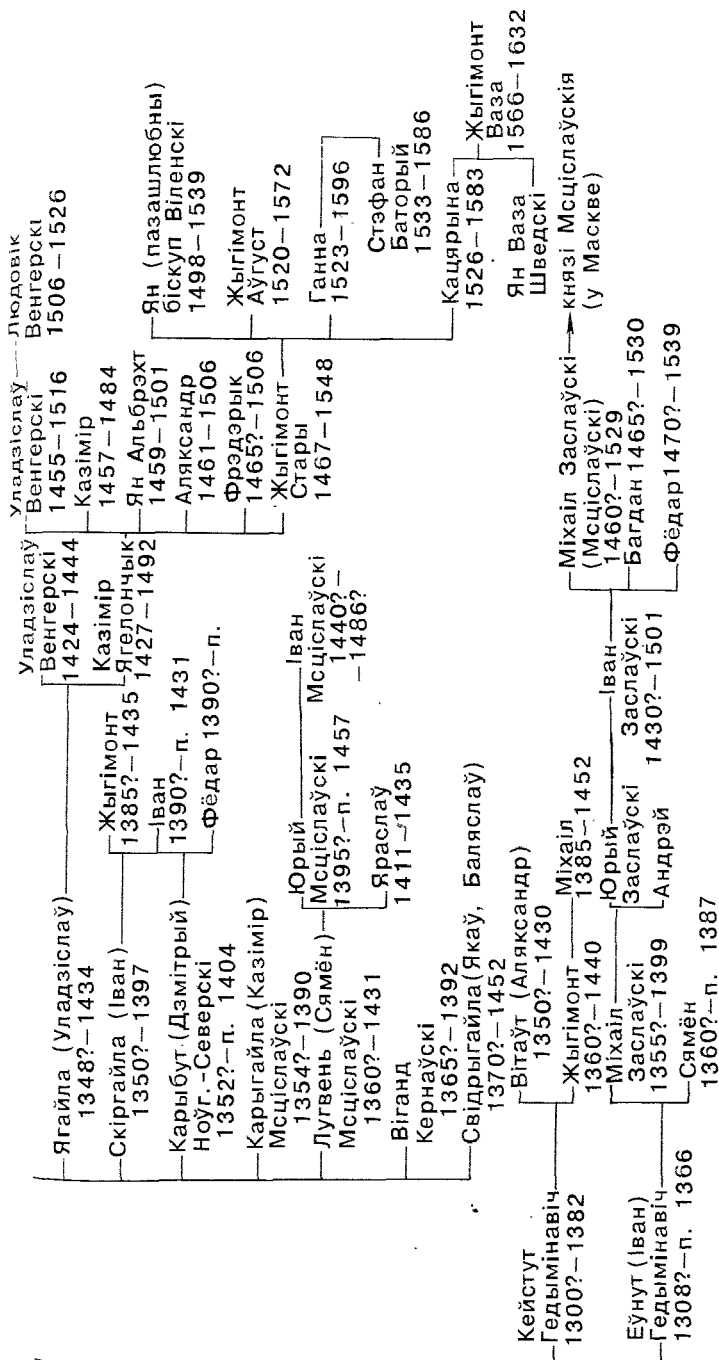 Ягайла (Уладзіслаў)
1348?—1434
Скіргайла (Іван)
1350?—1397
Карыбут (Дзмітрый)
Ноўг.-Северскі
1352?—п. 1404
Карыгайла (Казімір)
Мсціслаўскі
1354?—1390
Лугвень (Сямён)
Мсціслаўскі
1360?—1431
Віганд
Кернаўскі
1365?—1392
Свідрыгайла (Якаў, Баляслаў)
1370?—1452
Уладзіслаў
Венгерскі
1424—1444
Казімір
Ягелончык
1427—1492
Жыгімонт
1385?—1435
Іван
1390?—п. 1431
Фёдар 1390?—п.
Юрый
Мсціслаўскі
1395?—п. 1457
Яраслаў
1411—1435
Іван
Мсціслаўскі
1440?—
—1486?
Уладзіслаў
Венгерскі
1455—1516
Казімір
1457—1484
Ян Альбрэхт
1459—1501
Аляксандр
1461—1506
Фрэдэрык
1465?—1506
Жыгімонт
Стары
1467—1548
Людовік
Венгерскі
1506—1526
Ян (пазашлюбны)
біскуп Віленскі
1498—1539
Жыгімонт
Аўгуст
1520—1572
Ганна
1523—1596
Стэфан
Баторый
1533—1586
Кацярына
1526—1583
Ян Ваза
Шведскі
Жыгімонт
Ваза
1566—1632
Кейстут
Гедымінавіч
1300?—1382
Вітаўт (Аляксандр)
1350?—1430
Жыгімонт
1360?—1440
Міхаіл
1385—1452
Еўнут (Іван)
Гедымінавіч
1308?—п. 1366
Міхаіл
Заслаўскі
1355?—1399
Сямён
1360?—п. 1387
Юрый
Заслаўскі
Андрэй
Іван
Заслаўскі
1430?—1501
Міхаіл Заслаўскі
(Мсціслаўскі)
1460?—1529
Багдан 1465?—1530
Фёдар 1470?—1539
князі Мсціслаўскія
(у Маскве)